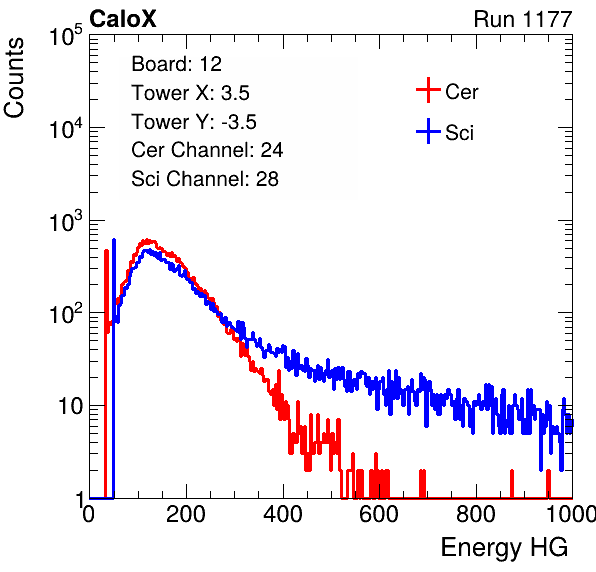 CaloX Run 1177
Counts
10^5
10^4
10^3
10^2
10
1
Board: 12
Tower X: 3.5
Tower Y: -3.5
Cer Channel: 24
Sci Channel: 28
Cer
Sci
0 200 400 600 800 1000
Energy HG